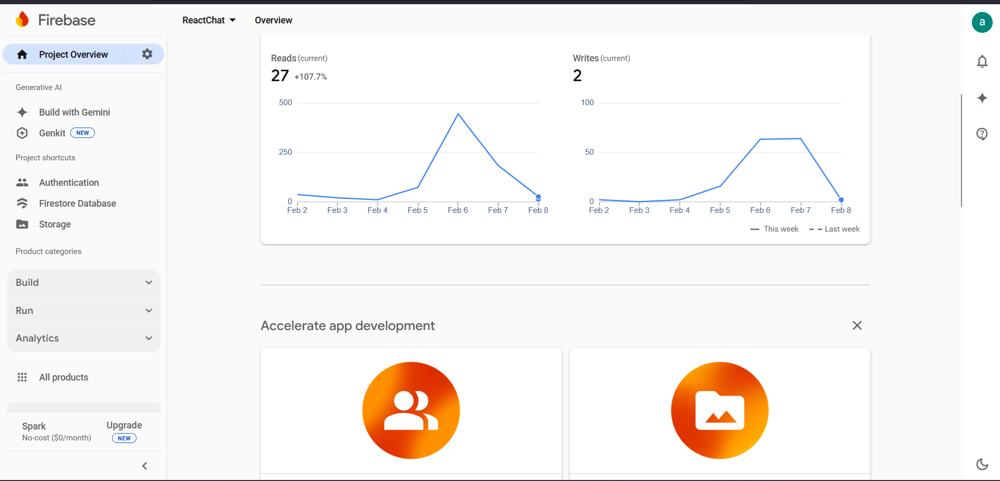 Firebase
ReactChat
Overview
a
Project Overview
Generative AI
Build with Gemini
Genkit NEW
Project shortcuts
Authentication
Firestore Database
Storage
Product categories
Build
Run
Analytics
All products
Spark
No-cost ($0/month)
Upgrade
NEW
Reads (current)
27 +107.7%
500
250
0
Feb 2 Feb 3 Feb 4 Feb 5 Feb 6 Feb 7 Feb 8
Writes (current)
2
100
50
0
Feb 2 Feb 3 Feb 4 Feb 5 Feb 6 Feb 7 Feb 8
This week Last week
Accelerate app development